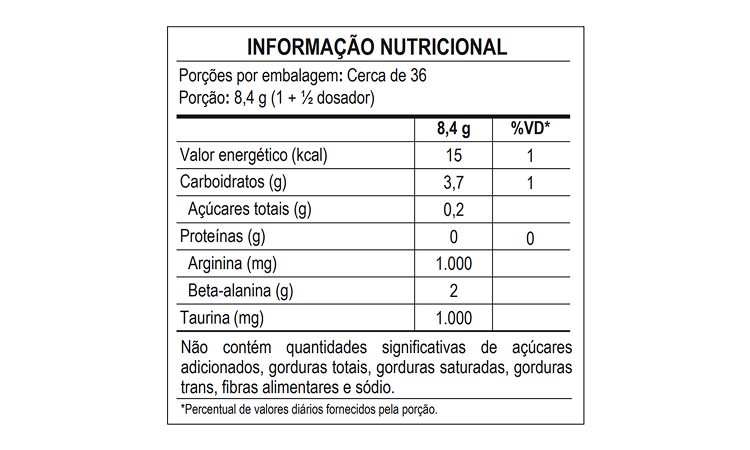 INFORMAÇÃO NUTRICIONAL
Porções por embalagem: Cerca de 36
Porção: 8,4 g (1 + ½ dosador)
8,4 g %VD*
Valor energético (kcal) 15 1
Carboidratos (g) 3,7 1
Açúcares totais (g) 0,2
Proteínas (g) 0 0
Arginina (mg) 1.000
Beta-alanina (g) 2
Taurina (mg) 1.000
Não contém quantidades significativas de açúcares
adicionados, gorduras totais, gorduras saturadas, gorduras
trans, fibras alimentares e sódio.
*Percentual de valores diários fornecidos pela porção.